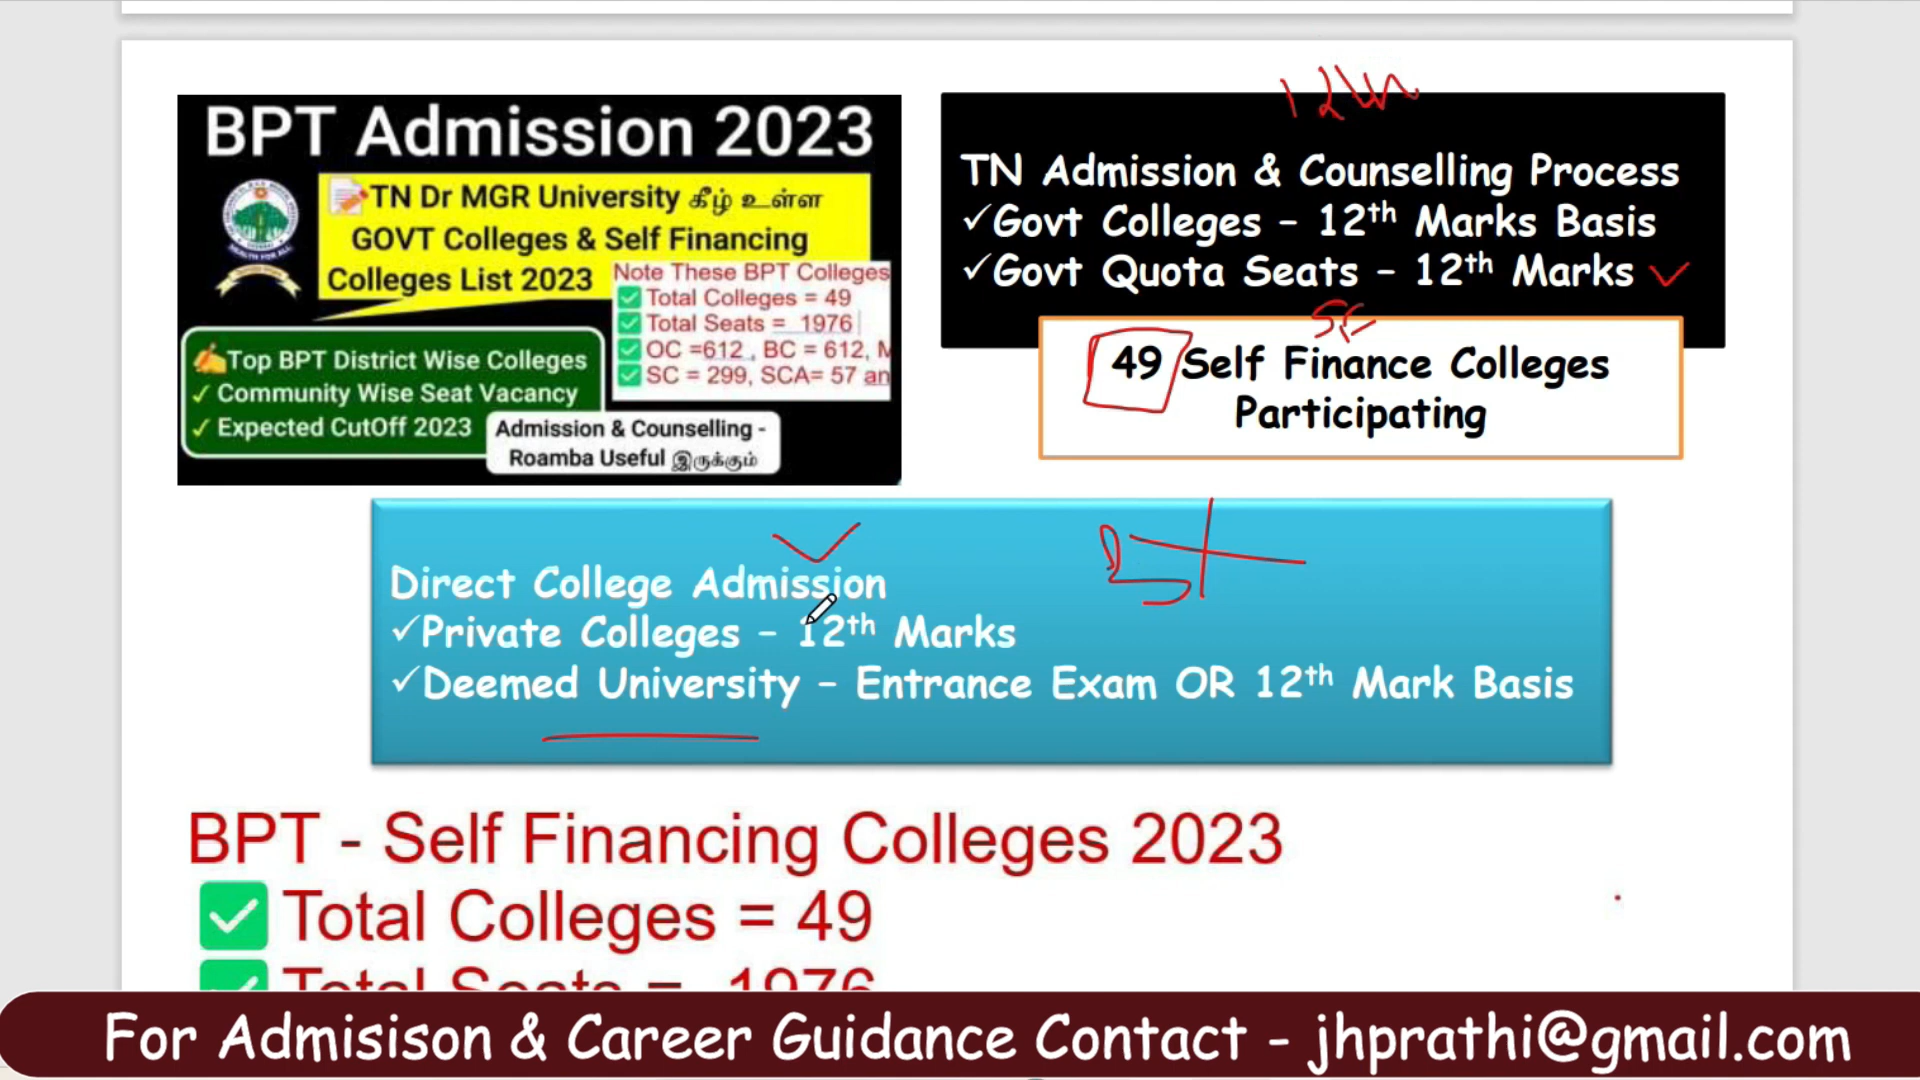 BPT Admission 2023
TN Dr MGR University கீழ் உள்ள
GOVT Colleges & Self Financing
Colleges List 2023
Note These BPT Colleges
Total Colleges = 49
Total Seats = 1976
OC =612 , BC = 612, M
SC = 299, SCA= 57 an
Top BPT District Wise Colleges
✓ Community Wise Seat Vacancy
✓ Expected CutOff 2023
Admission & Counselling -
Roamba Useful இருக்கும்
12th
TN Admission & Counselling Process
✓Govt Colleges – 12th Marks Basis
✓Govt Quota Seats – 12th Marks
49 Self Finance Colleges
Participating
Direct College Admission
✓Private Colleges – 12th Marks
✓Deemed University – Entrance Exam OR 12th Mark Basis
BPT - Self Financing Colleges 2023
Total Colleges = 49
Total Seats = 1976
For Admisison & Career Guidance Contact - jhprathi@gmail.com